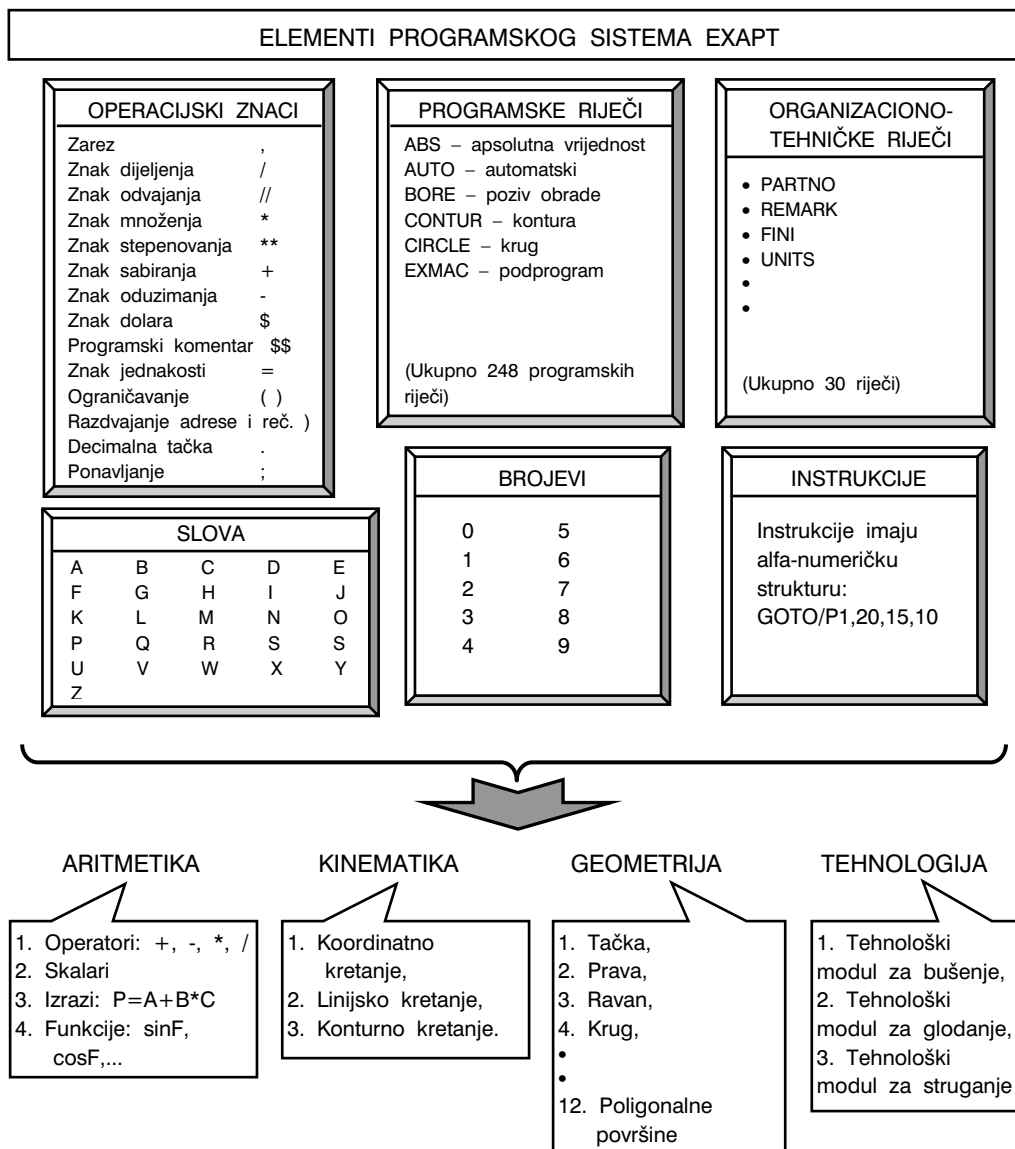 ELEMENTI PROGRAMSKOG SISTEMA EXAPT
OPERACIJSKI ZNACI
Zarez ,
Znak dijeljenja /
Znak odvajanja //
Znak množenja *
Znak stepenovanja **
Znak sabiranja +
Znak oduzimanja -
Znak dolara $
Programski komentar $$
Znak jednakosti =
Ograničavanje ( )
Razdvajanje adrese i reč. )
Decimalna tačka .
Ponavljanje ;
PROGRAMSKE RIJEČI
ABS – apsolutna vrijednost
AUTO – automatski
BORE – poziv obrade
CONTUR – kontura
CIRCLE – krug
EXMAC – podprogram
(Ukupno 248 programskih
riječi)
ORGANIZACIONO-
TEHNIČKE RIJEČI
• PARTNO
• REMARK
• FINI
• UNITS
•
•
(Ukupno 30 riječi)
SLOVA
A B C D E
F G H I J
K L M N O
P Q R S S
U V W X Y
Z
BROJEVI
0 5
1 6
2 7
3 8
4 9
INSTRUKCIJE
Instrukcije imaju
alfa-numeričku
strukturu:
GOTO/P1,20,15,10
ARITMETIKA
1. Operatori: +, -, *, /
2. Skalari
3. Izrazi: P=A+B*C
4. Funkcije: sinF,
cosF,...
KINEMATIKA
1. Koordinatno
kretanje,
2. Linijsko kretanje,
3. Konturno kretanje.
GEOMETRIJA
1. Tačka,
2. Prava,
3. Ravan,
4. Krug,
•
•
12. Poligonalne
površine
TEHNOLOGIJA
1. Tehnološki
modul za bušenje,
2. Tehnološki
modul za glodanje,
3. Tehnološki
modul za struganje